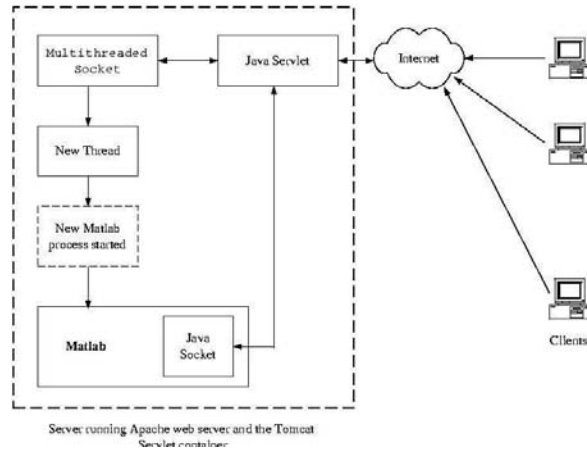 Multithreaded
Socket
Java Servlet
Internet
New Thread
New Matlab
process started
Matlab
Java
Socket
Clients
Server running Apache web server and the Tomcat
Servlet container